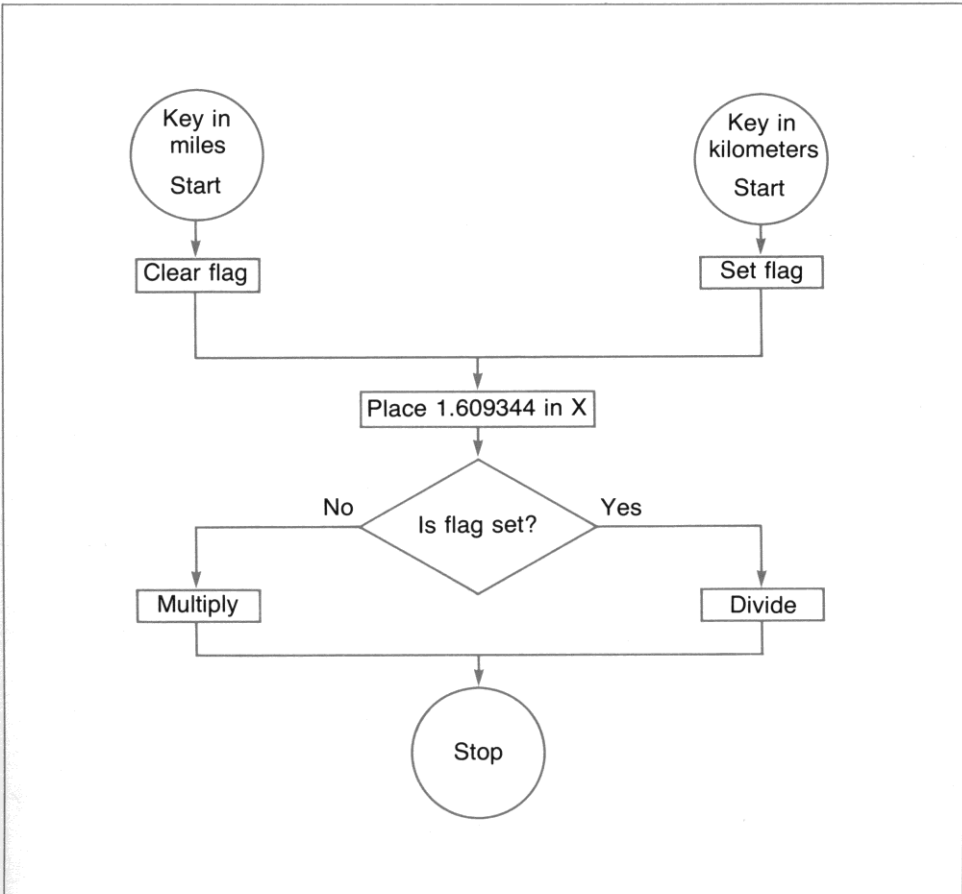 Key in
miles
Start
Key in
kilometers
Start
Clear flag
Set flag
Place 1.609344 in X
No
Is flag set?
Yes
Multiply
Divide
Stop